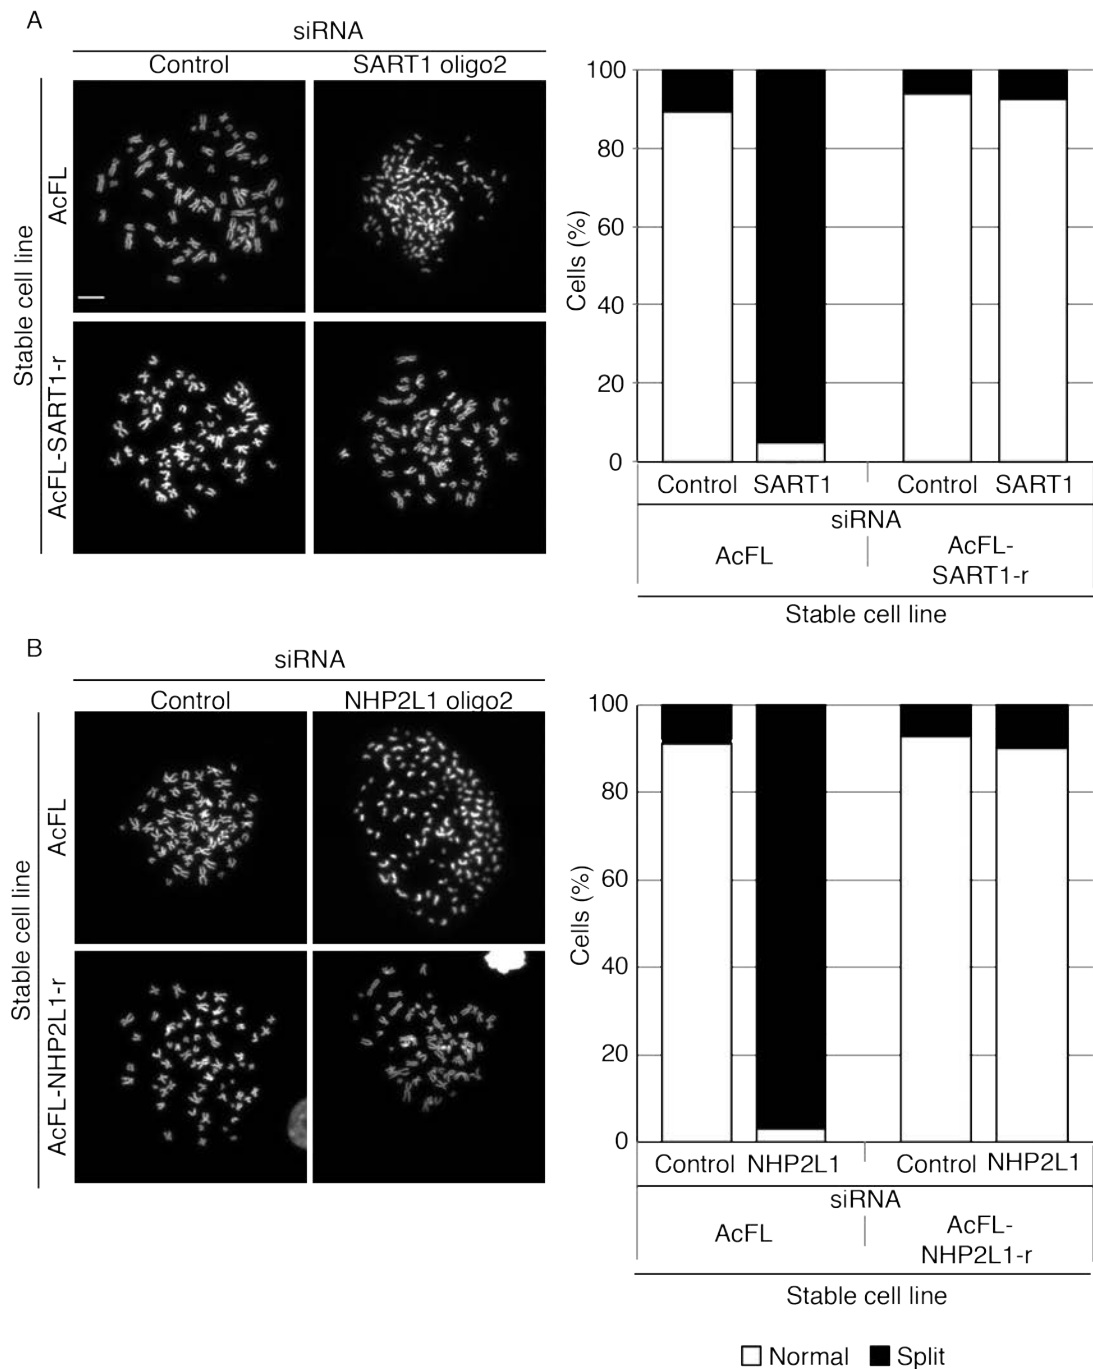 A
siRNA
Control SART1 oligo2
Stable cell line
AcFL
AcFL-SART1-r
100
80
60
40
20
0
Cells (%)
Control SART1 Control SART1
siRNA
AcFL AcFL-
SART1-r
Stable cell line
B
siRNA
Control NHP2L1 oligo2
Stable cell line
AcFL
AcFL-NHP2L1-r
100
80
60
40
20
0
Cells (%)
Control NHP2L1 Control NHP2L1
siRNA
AcFL AcFL-
NHP2L1-r
Stable cell line
Normal Split